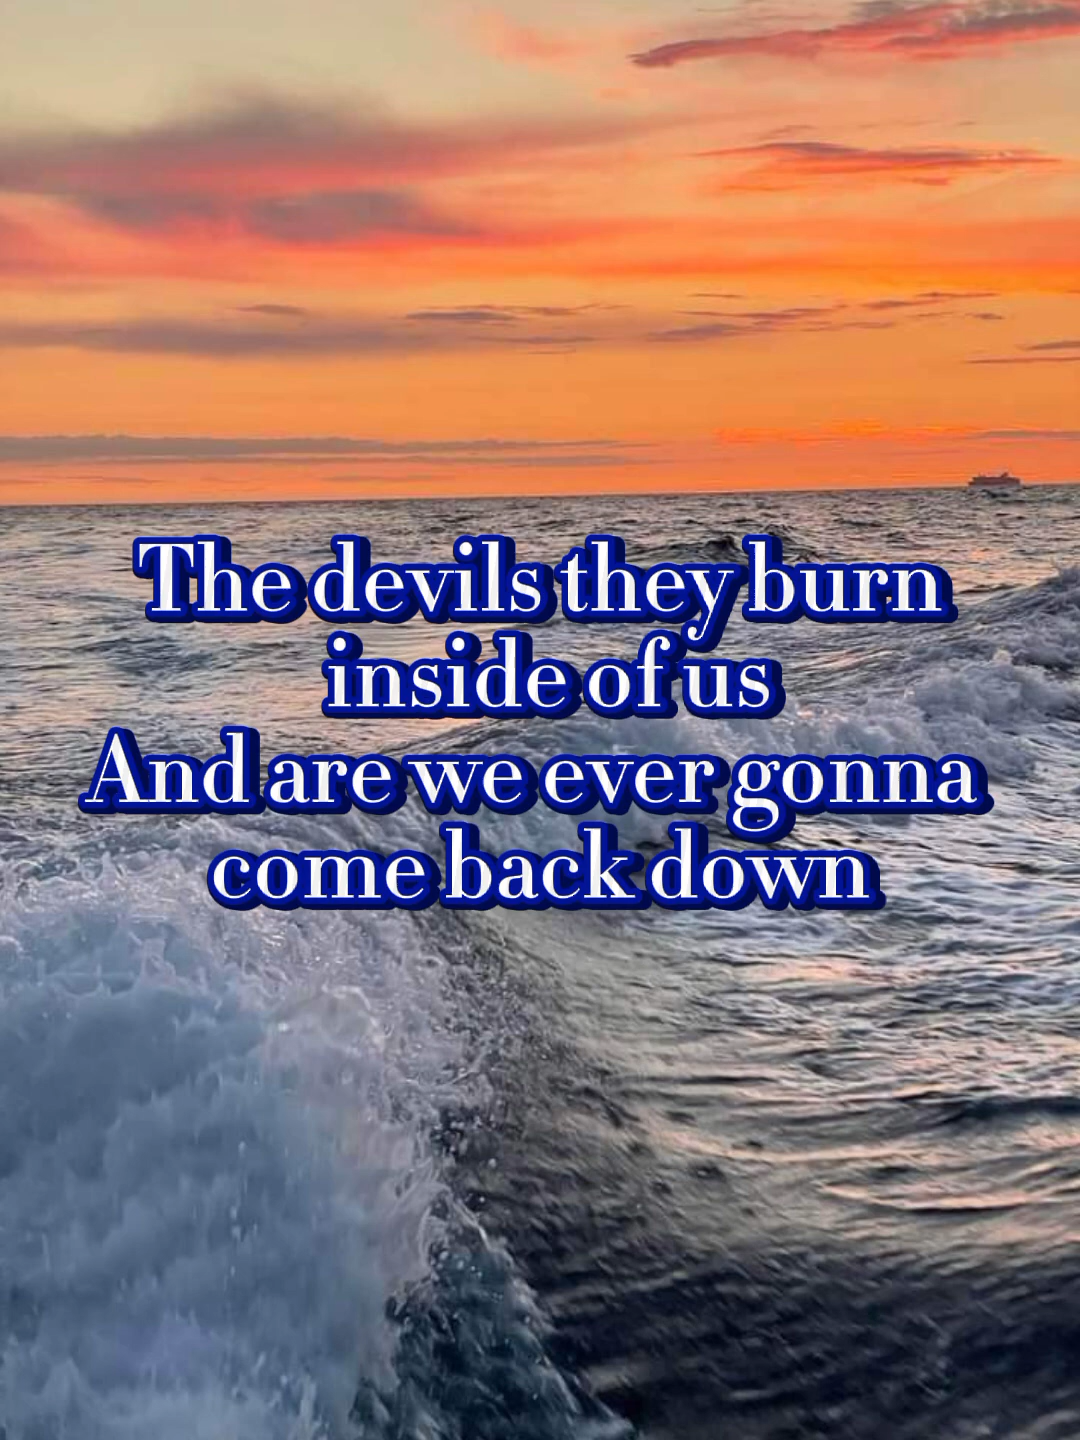 The devils they burn
inside of us
And are we ever gonna
come back down